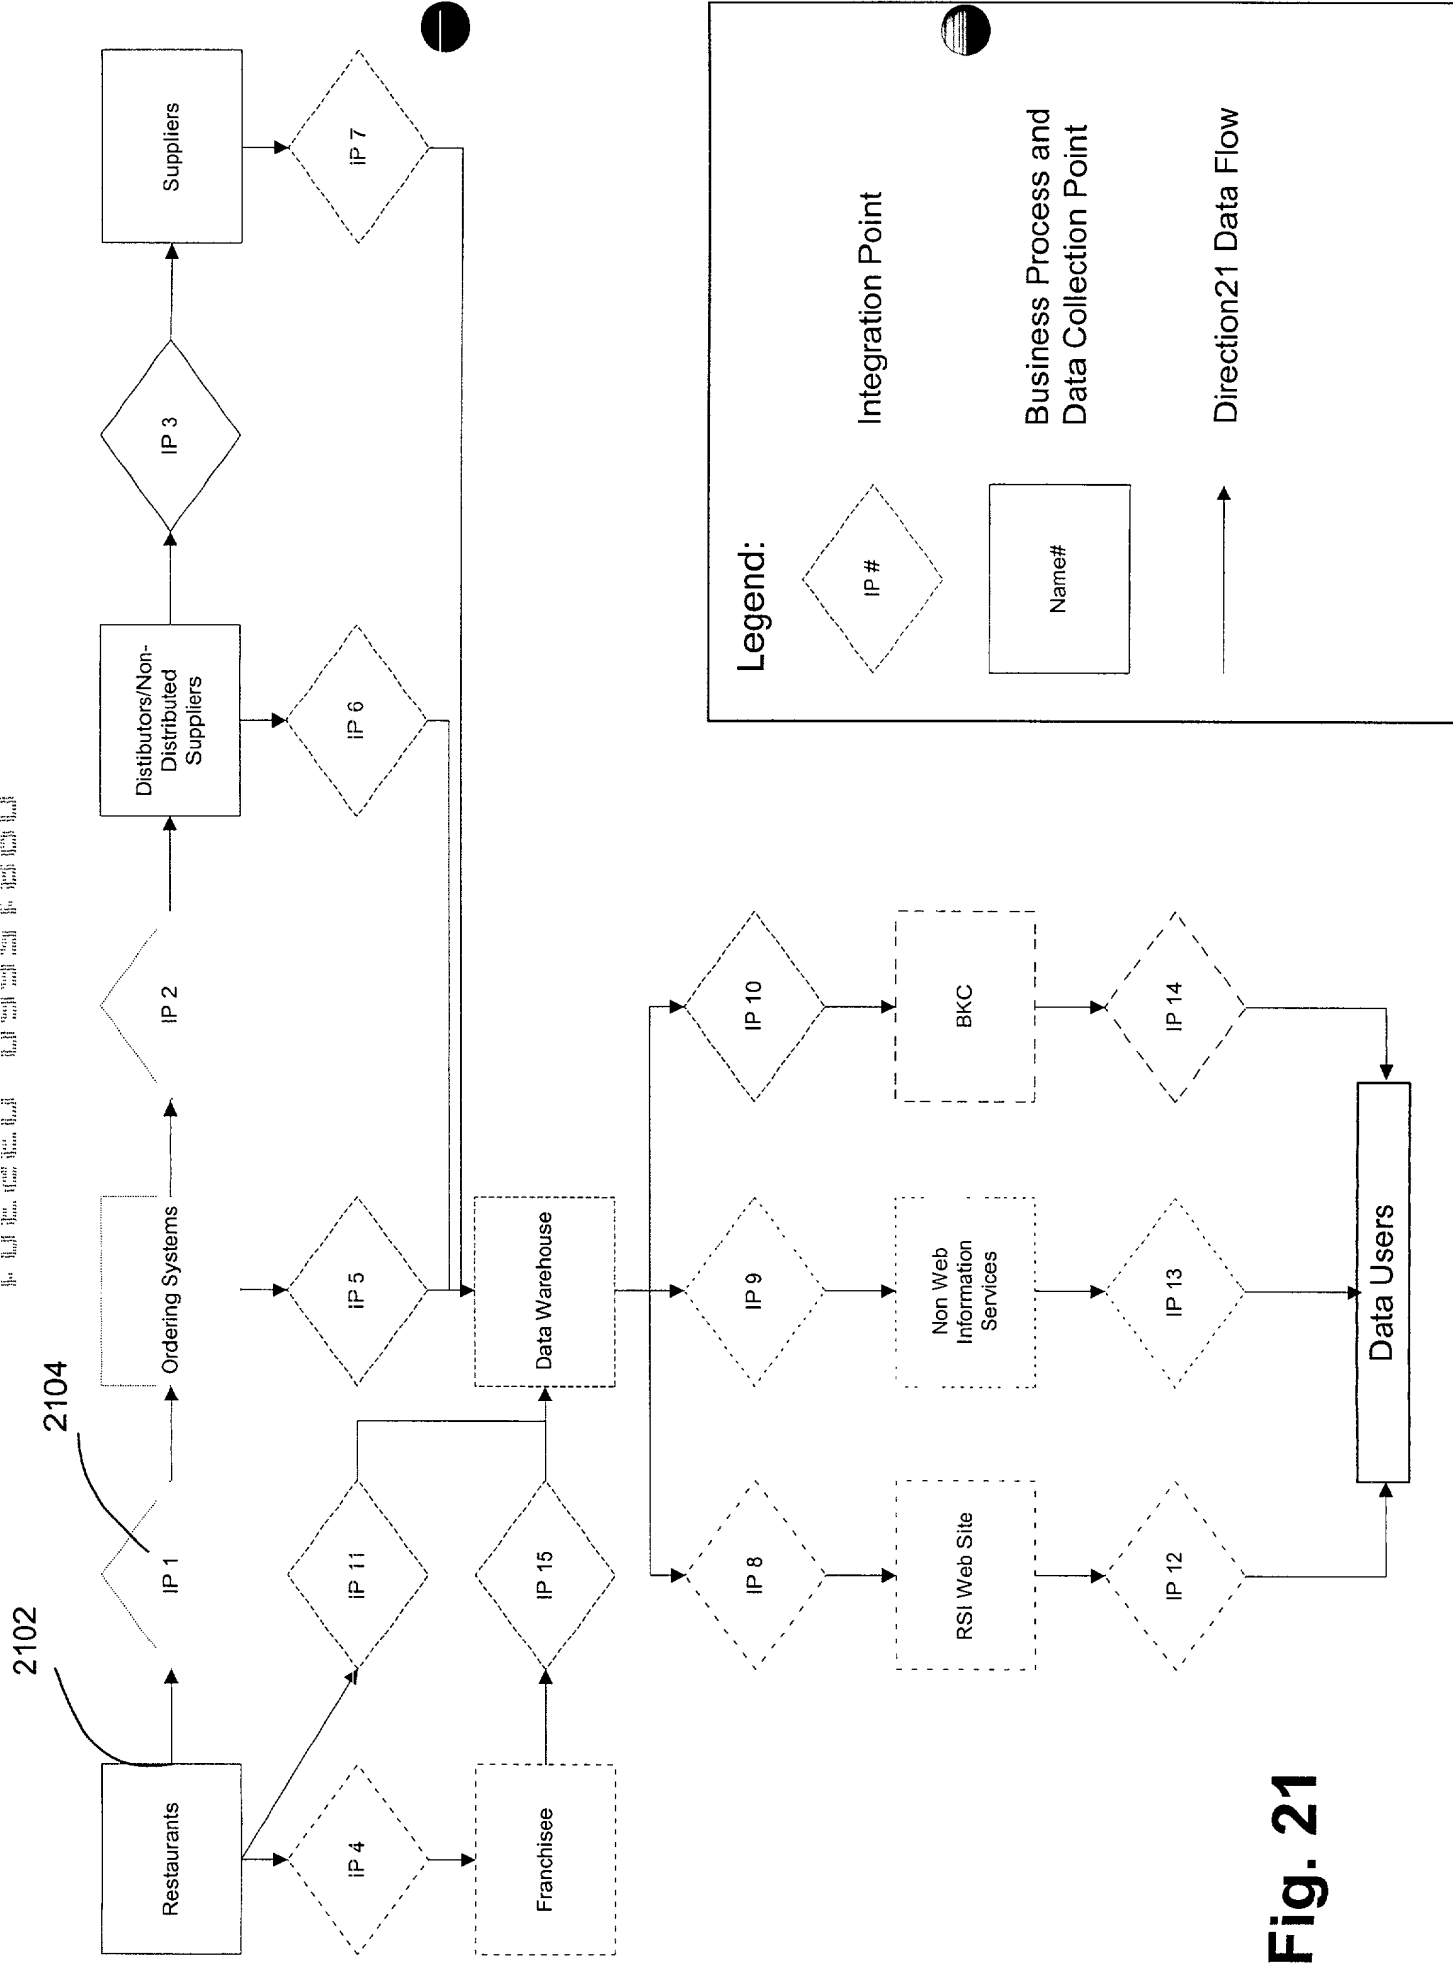 2102
2104
Restaurants
IP 1
Ordering Systems
IP 2
Distibutors/Non-
Distributed
Suppliers
IP 3
Suppliers
IP 4
IP 11
IP 5
IP 6
IP 7
Franchisee
IP 15
Data Warehouse
IP 8
IP 9
IP 10
RSI Web Site
Non Web
Information
Services
BKC
IP 12
IP 13
IP 14
Data Users
Legend:
IP #
Integration Point
Name#
Business Process and
Data Collection Point
Direction21 Data Flow
Fig. 21